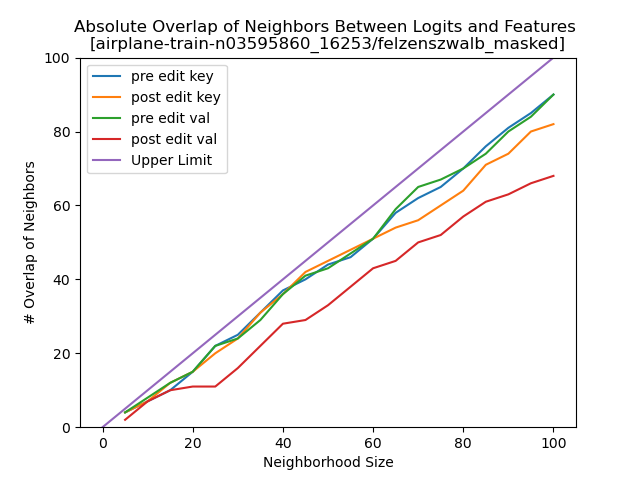 Absolute Overlap of Neighbors Between Logits and Features
[airplane-train-n03595860_16253/felzenszwalb_masked]
100
80
60
40
20
0
# Overlap of Neighbors
pre edit key
post edit key
pre edit val
post edit val
Upper Limit
0 20 40 60 80 100
Neighborhood Size